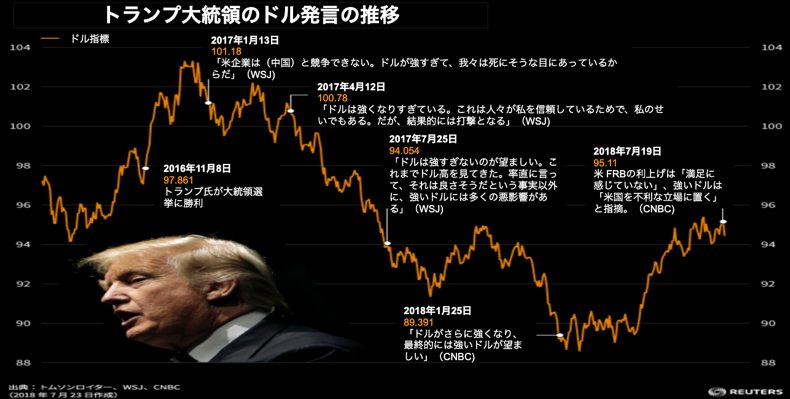 トランプ大統領のドル発言の推移
ドル指標
104
102
100
98
96
94
92
90
88
104
102
100
98
96
94
92
90
88
2016年11月8日
97.861
トランプ氏が大統領選
挙に勝利
2017年1月13日
101.18
「米企業は（中国）と競争できない。ドルが強すぎて、我々は死にそうな目にあっているか
らだ」（WSJ）
2017年4月12日
100.78
「ドルは強くなりすぎている。これは人々が私を信頼しているためで、私のせ
いでもある。だが、結果的には打撃となる」（WSJ）
2017年7月25日
94.054
「ドルは強すぎないのが望ましい。こ
れまでドル高を見てきた。率直に言っ
て、それは良さそうだという事実以外
に、強いドルには多くの悪影響があ
る」（WSJ）
2018年1月25日
89.391
「ドルがさらに強くなり、
最終的には強いドルが望ま
しい」（CNBC）
2018年7月19日
95.11
米 FRBの利上げは「満足に
感じていない」、強いドルは
「米国を不利な立場に置く」
と指摘。（CNBC）
出典：トムソンロイター、WSJ、CNBC
（2018 年 7 月 23 日作成）
REUTERS